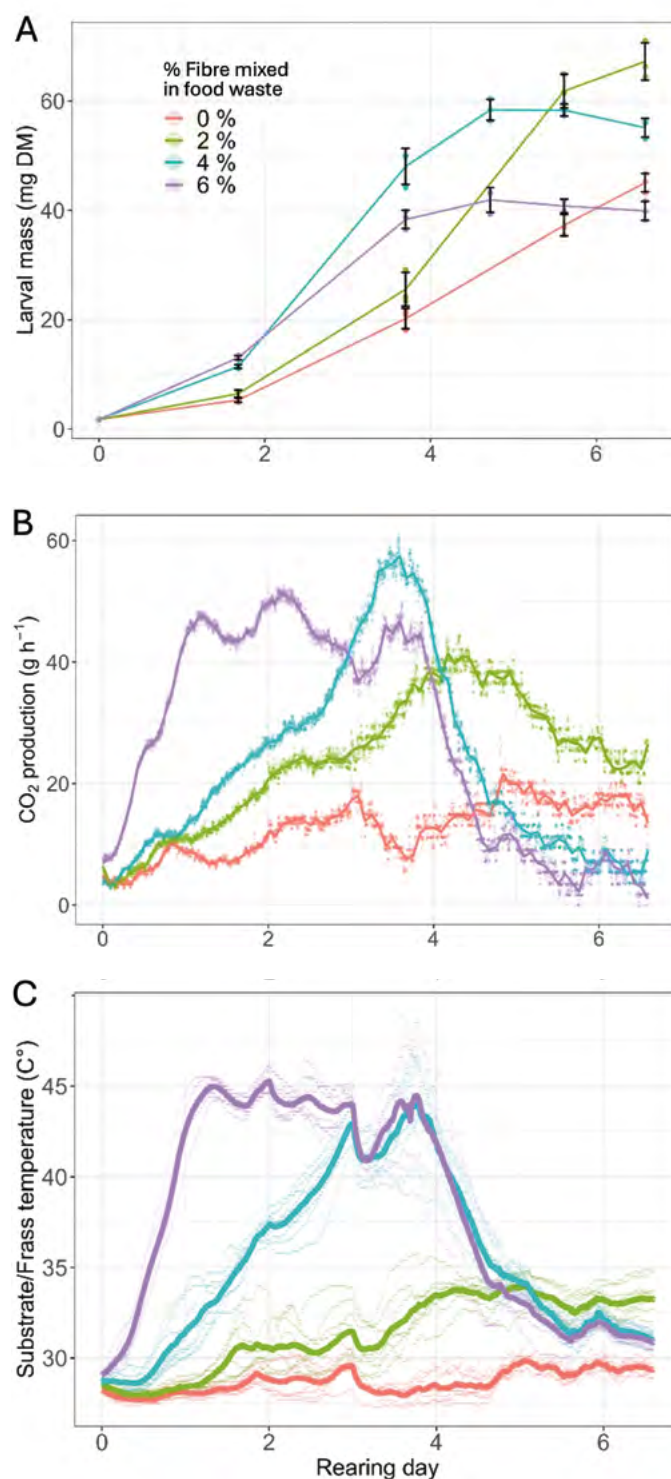 A
% Fibre mixed
in food waste
0 %
2 %
4 %
6 %
Larval mass (mg DM)
60
40
20
0
0 2 4 6
B
CO₂ production (g h⁻¹)
60
40
20
0
0 2 4 6
C
Substrate/Frass temperature (C°)
45
40
35
30
0 2 4 6
Rearing day